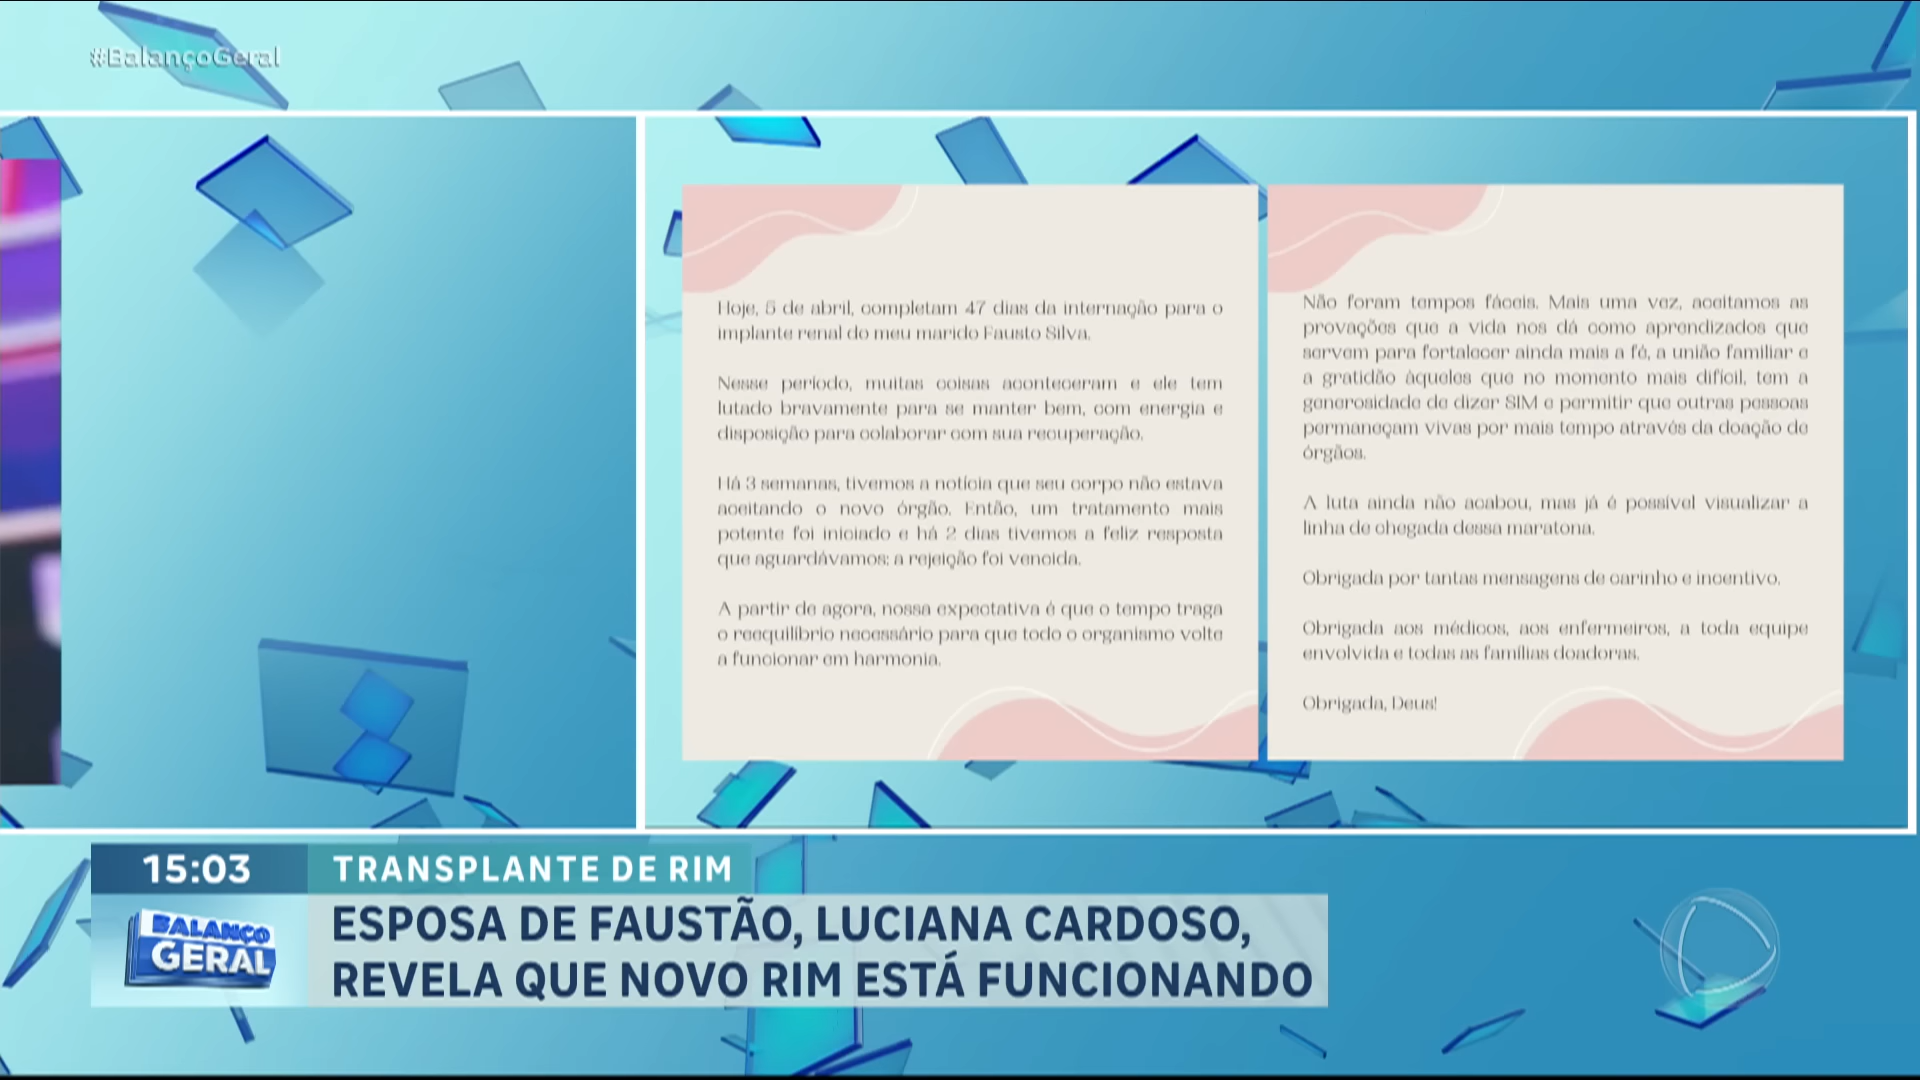 #BalançoGeral
Hoje, 5 de abril, completam 47 dias da internação para o
implante renal do meu marido Fausto Silva.
Nesse período, muitas coisas aconteceram e ele tem
lutado bravamente para se manter bem, com energia e
disposição para colaborar com sua recuperação.
Há 3 semanas, tivemos a notícia que seu corpo não estava
aceitando o novo órgão. Então, um tratamento mais
potente foi iniciado e há 2 dias tivemos a feliz resposta
que aguardávamos: a rejeição foi vencida.
A partir de agora, nossa expectativa é que o tempo traga
o reequilíbrio necessário para que todo o organismo volte
a funcionar em harmonia.
Não foram tempos fáceis. Mais uma vez, aceitamos as
provações que a vida nos dá como aprendizados que
servem para fortalecer ainda mais a fé, a união familiar e
a gratidão àqueles que no momento mais difícil, tem a
generosidade de dizer SIM e permitir que outras pessoas
permaneçam vivas por mais tempo através da doação de
órgãos.
A luta ainda não acabou, mas já é possível visualizar a
linha de chegada dessa maratona.
Obrigada por tantas mensagens de carinho e incentivo.
Obrigada aos médicos, aos enfermeiros, a toda equipe
envolvida e todas as famílias doadoras.
Obrigada, Deus!
15:03
TRANSPLANTE DE RIM
BALANÇO
GERAL
ESPOSA DE FAUSTÃO, LUCIANA CARDOSO,
REVELA QUE NOVO RIM ESTÁ FUNCIONANDO